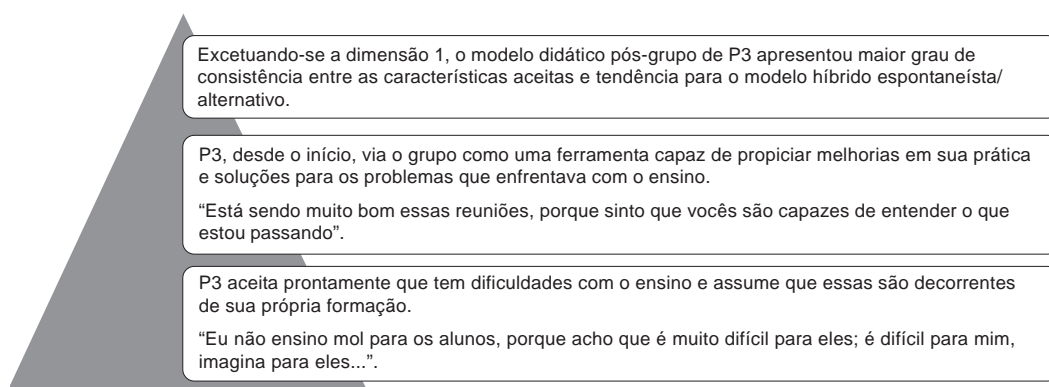 Excetuando-se a dimensão 1, o modelo didático pós-grupo de P3 apresentou maior grau de
consistência entre as características aceitas e tendência para o modelo híbrido espontaneísta/
alternativo.
P3, desde o início, via o grupo como uma ferramenta capaz de propiciar melhorias em sua prática
e soluções para os problemas que enfrentava com o ensino.
“Está sendo muito bom essas reuniões, porque sinto que vocês são capazes de entender o que
estou passando”.
P3 aceita prontamente que tem dificuldades com o ensino e assume que essas são decorrentes
de sua própria formação.
“Eu não ensino mol para os alunos, porque acho que é muito difícil para eles; é difícil para mim,
imagina para eles...”.